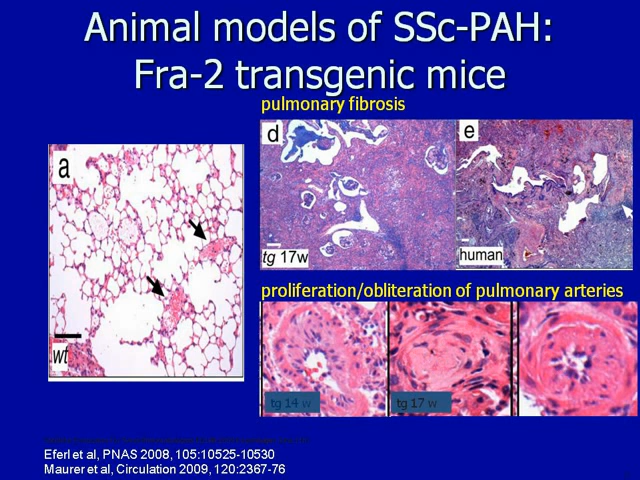 Animal models of SSc-PAH:
Fra-2 transgenic mice
pulmonary fibrosis
a
wt
d
tg 17w
e
human
proliferation/obliteration of pulmonary arteries
tg 14 w
tg 17 w
Eferl et al, PNAS 2008, 105:10525-10530
Maurer et al, Circulation 2009, 120:2367-76